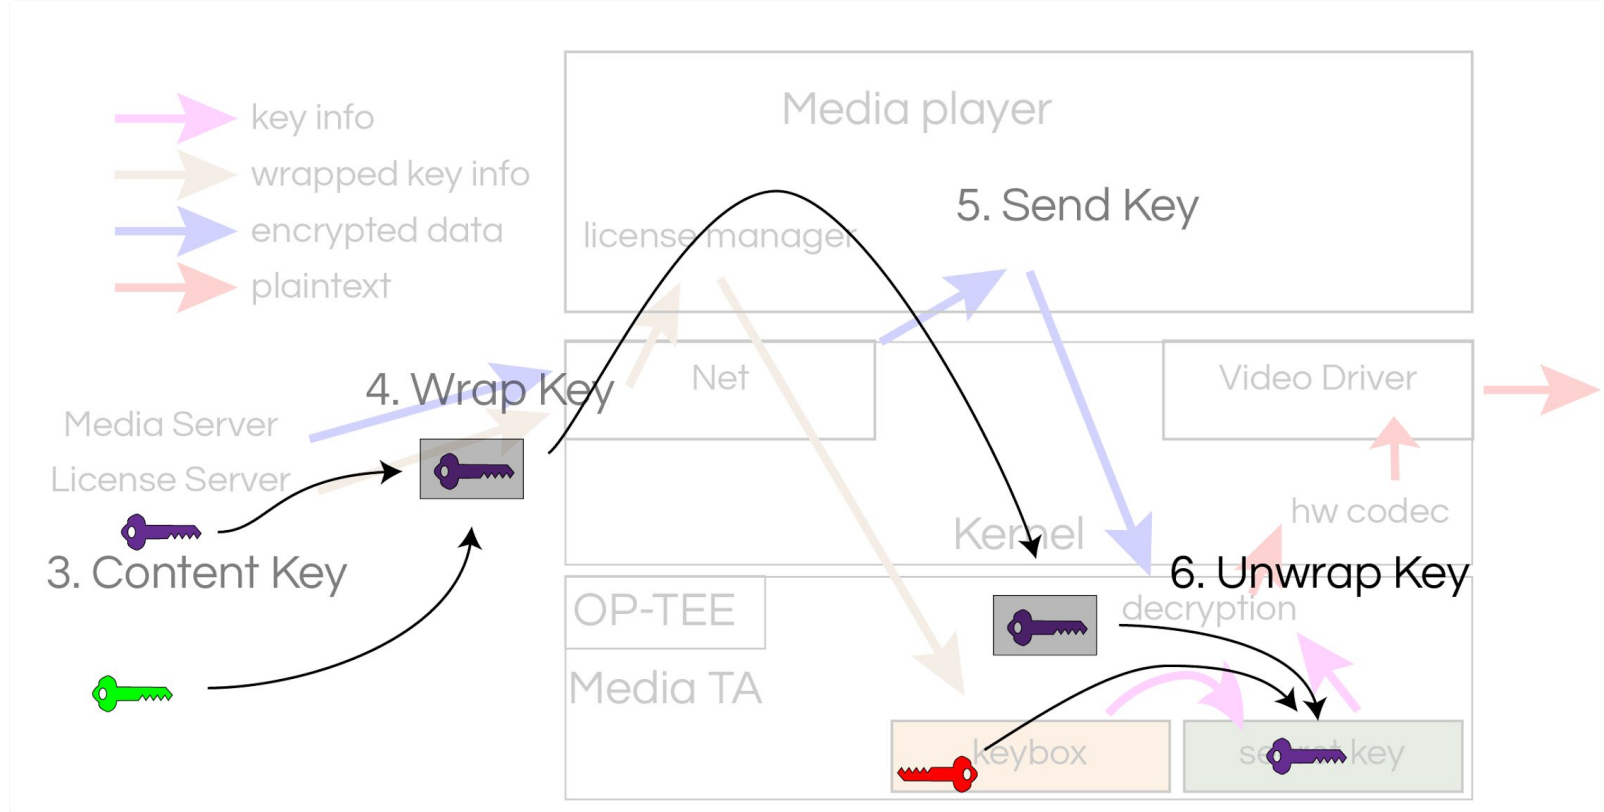 key info
wrapped key info
encrypted data
plaintext
Media player
5. Send Key
license manager
4. Wrap Key
Net
Video Driver
Media Server
License Server
3. Content Key
Kernel
hw codec
6. Unwrap Key
OP-TEE
decryption
Media TA
keybox
secret key